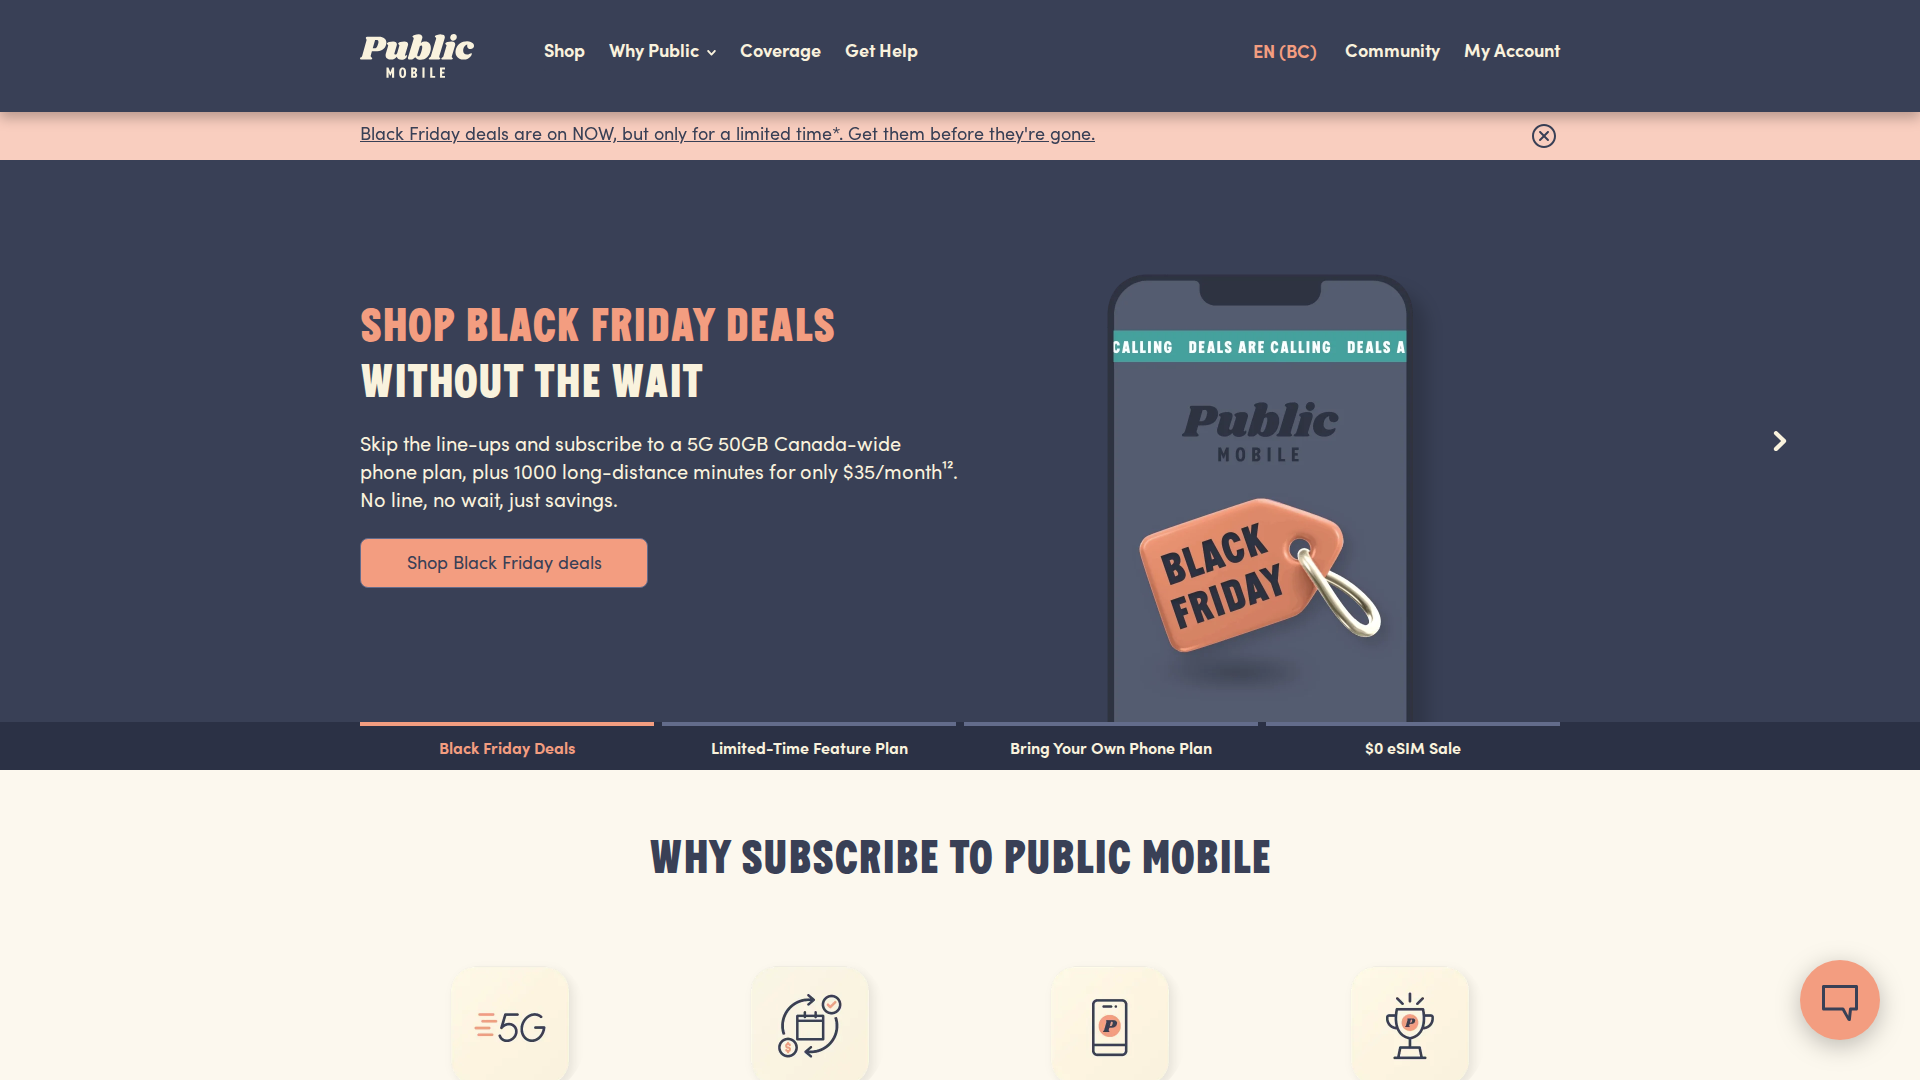 Public
MOBILE
Shop
Why Public
Coverage
Get Help
EN (BC)
Community
My Account
Black Friday deals are on NOW, but only for a limited time*. Get them before they're gone.
SHOP BLACK FRIDAY DEALS
WITHOUT THE WAIT
Skip the line-ups and subscribe to a 5G 50GB Canada-wide
phone plan, plus 1000 long-distance minutes for only $35/month¹².
No line, no wait, just savings.
Shop Black Friday deals
CALLING DEALS ARE CALLING DEALS A
Public
MOBILE
BLACK
FRIDAY
Black Friday Deals
Limited-Time Feature Plan
Bring Your Own Phone Plan
$0 eSIM Sale
WHY SUBSCRIBE TO PUBLIC MOBILE
5G
$
P
P